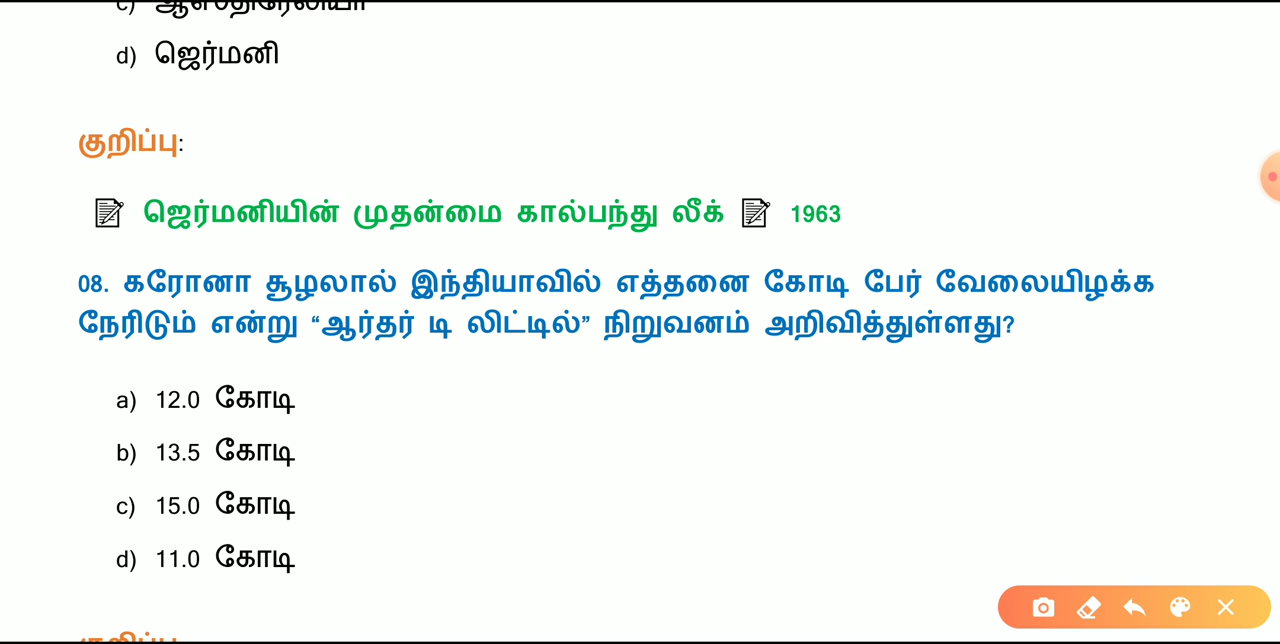 d) ஜெர்மனி
குறிப்பு:
ஜெர்மனியின் முதன்மை கால்பந்து லீக் 1963
08. கரோனா சூழலால் இந்தியாவில் எத்தனை கோடி பேர் வேலையிழக்க
நேரிடும் என்று “ஆர்தர் டி லிட்டில்” நிறுவனம் அறிவித்துள்ளது?
a) 12.0 கோடி
b) 13.5 கோடி
c) 15.0 கோடி
d) 11.0 கோடி